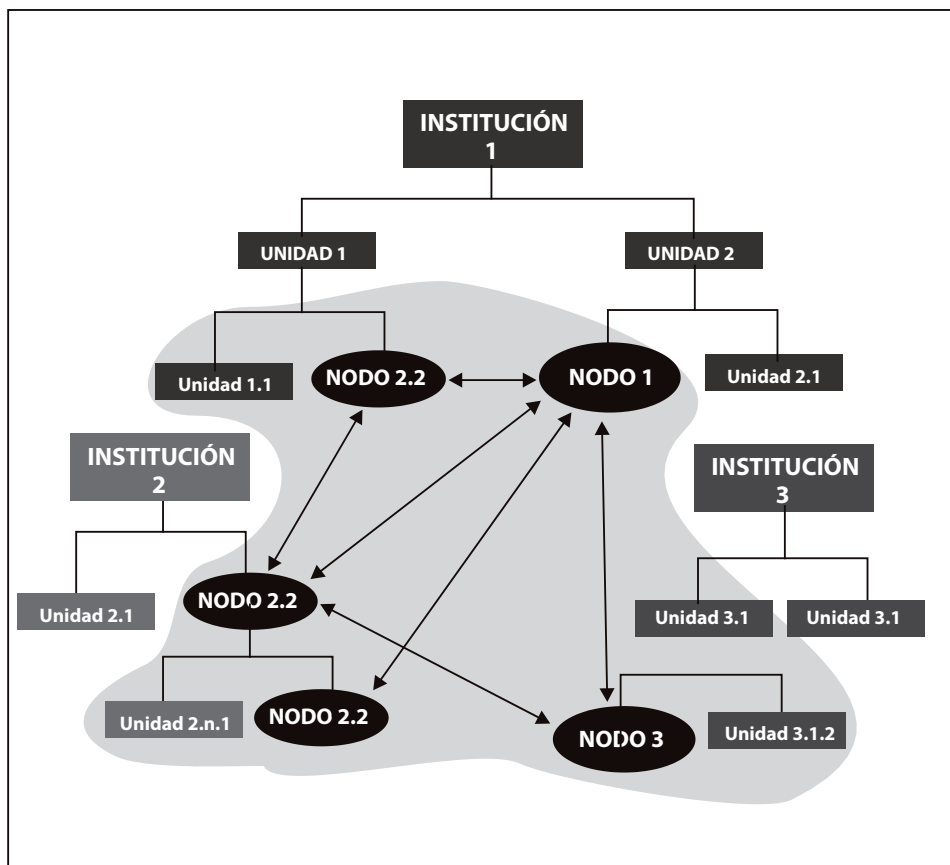 INSTITUCIÓN
1
UNIDAD 1
UNIDAD 2
Unidad 1.1
NODO 2.2
NODO 1
Unidad 2.1
INSTITUCIÓN
2
INSTITUCIÓN
3
Unidad 2.1
NODO 2.2
Unidad 3.1
Unidad 3.1
Unidad 2.n.1
NODO 2.2
NODO 3
Unidad 3.1.2